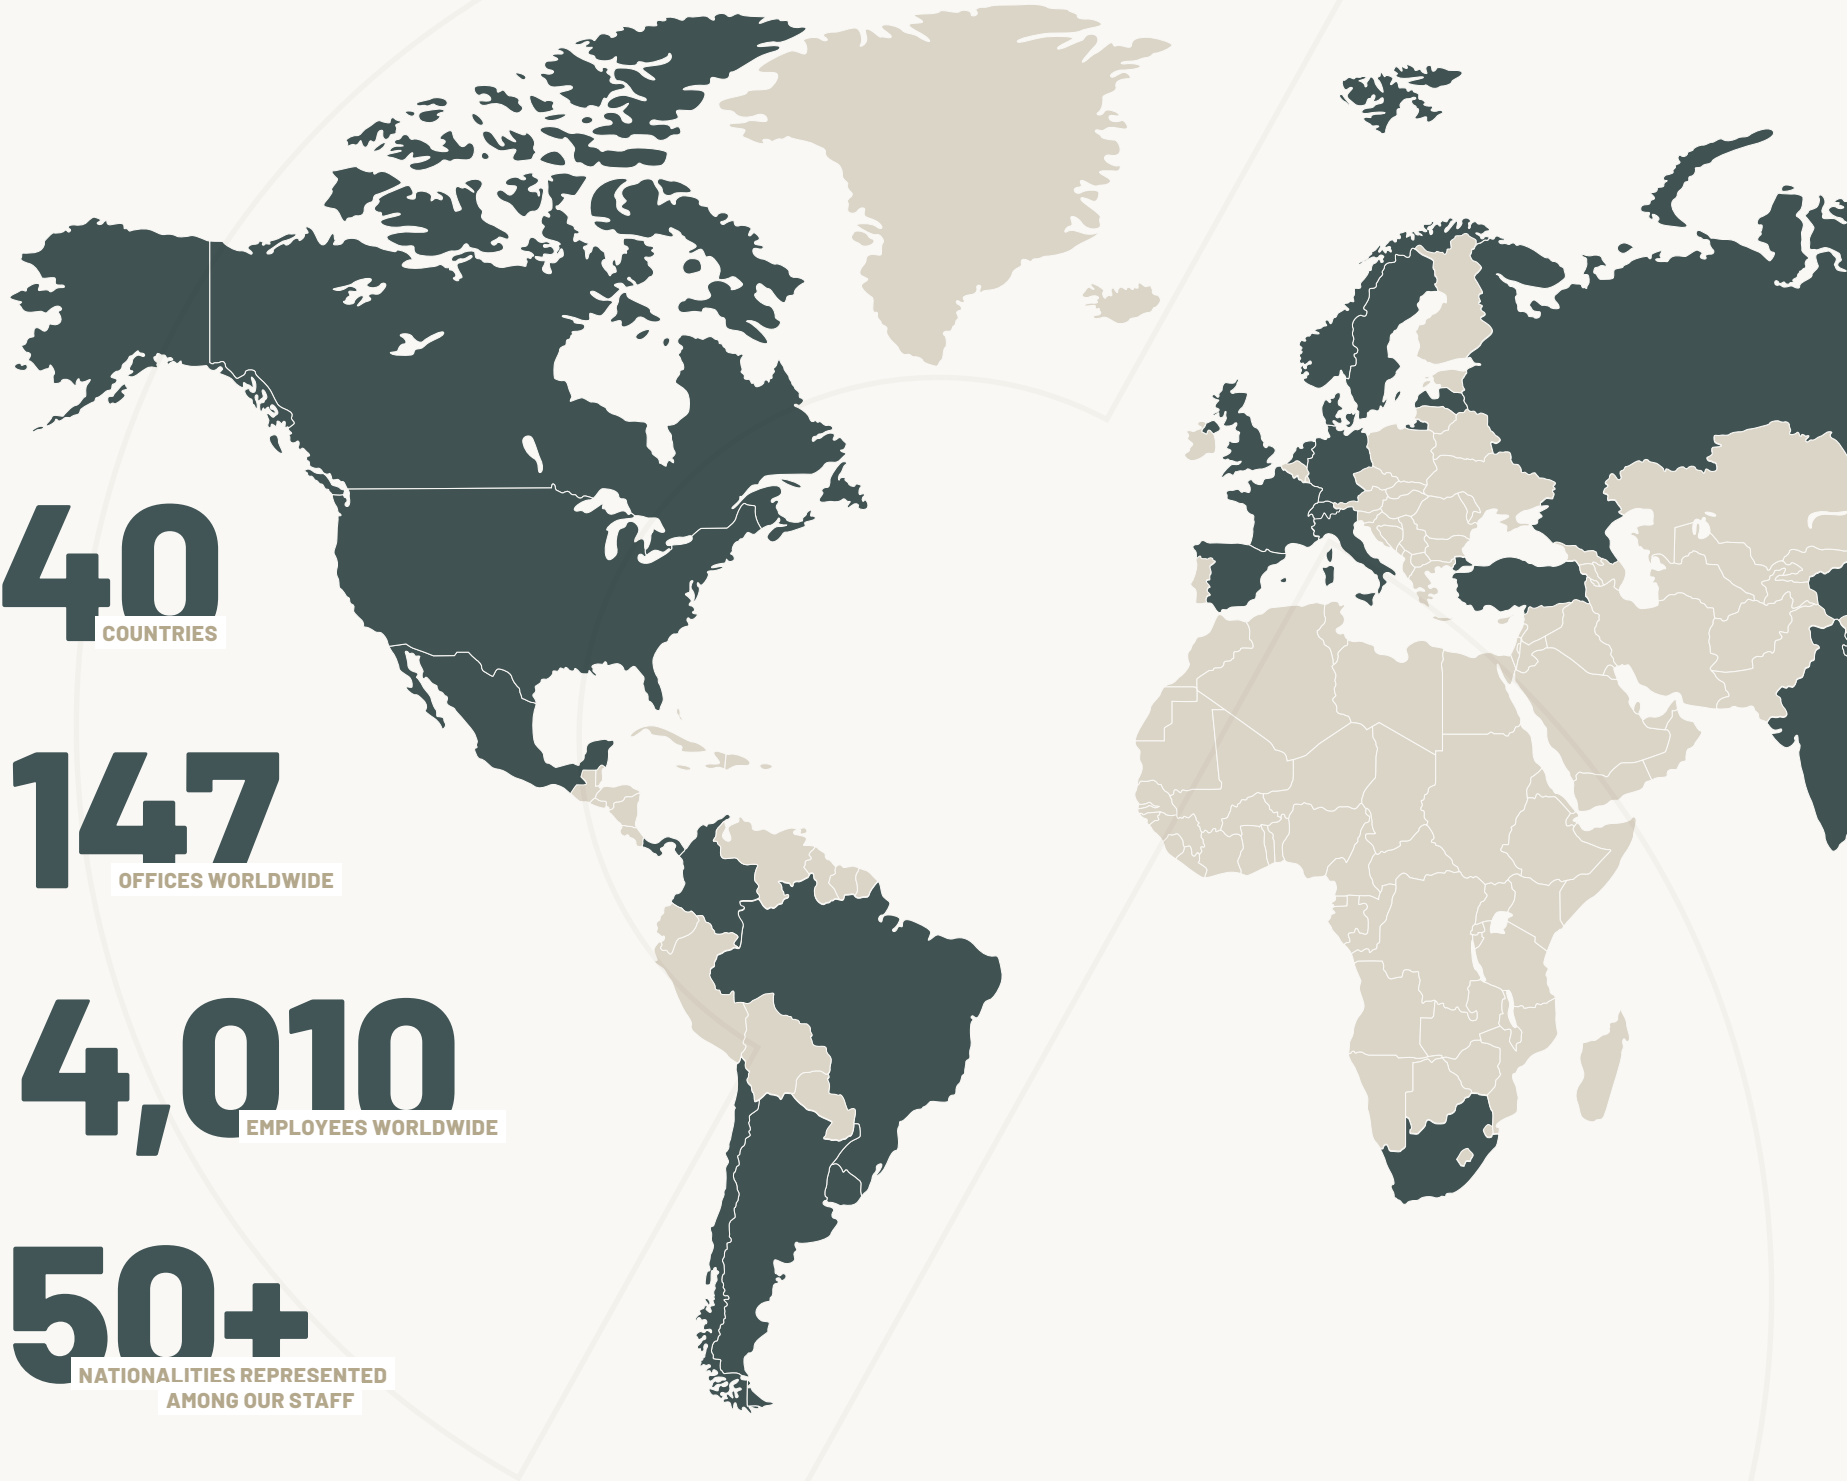 40
COUNTRIES
147
OFFICES WORLDWIDE
4,010
EMPLOYEES WORLDWIDE
50+
NATIONALITIES REPRESENTED
AMONG OUR STAFF